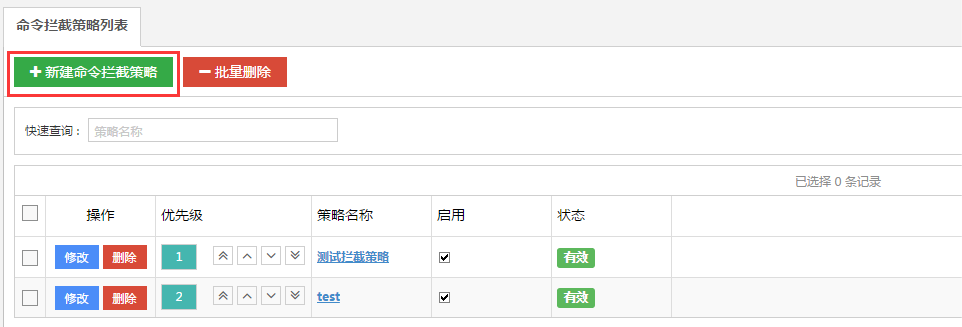 命令拦截策略列表
新建命令拦截策略 批量删除
快速查询： 策略名称
已选择 0 条记录
操作 优先级 策略名称 启用 状态
修改 删除 1 测试拦截策略 有效
修改 删除 2 test 有效